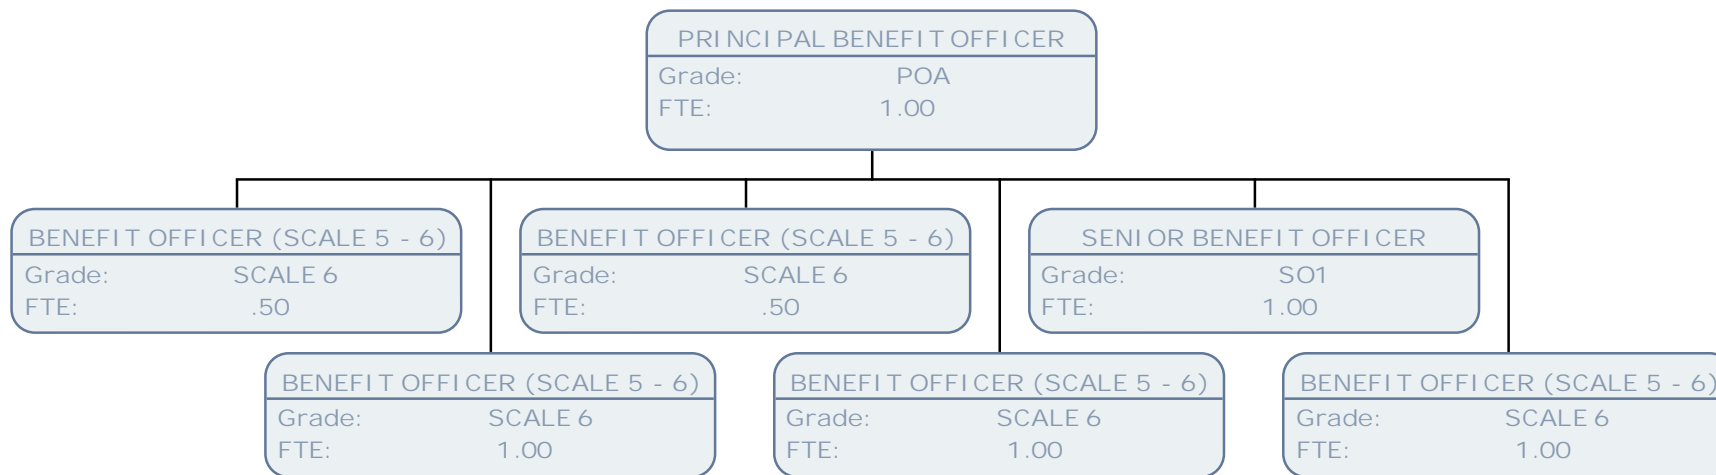 PRINCIPAL BENEFIT OFFICER
Grade: POA
FTE: 1.00
BENEFIT OFFICER (SCALE 5 - 6)
Grade: SCALE 6
FTE: .50
BENEFIT OFFICER (SCALE 5 - 6)
Grade: SCALE 6
FTE: .50
SENIOR BENEFIT OFFICER
Grade: SO1
FTE: 1.00
BENEFIT OFFICER (SCALE 5 - 6)
Grade: SCALE 6
FTE: 1.00
BENEFIT OFFICER (SCALE 5 - 6)
Grade: SCALE 6
FTE: 1.00
BENEFIT OFFICER (SCALE 5 - 6)
Grade: SCALE 6
FTE: 1.00